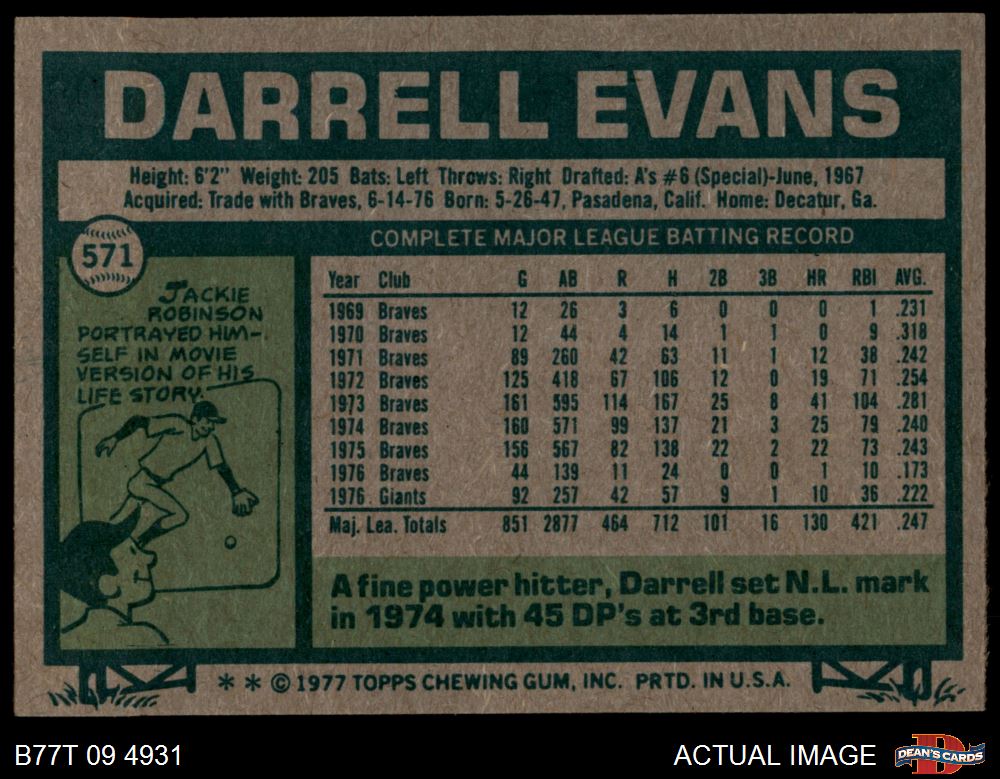 DARRELL EVANS
Height: 6'2" Weight: 205 Bats: Left Throws: Right Drafted: A's #6 (Special)-June, 1967
Acquired: Trade with Braves, 6-14-76 Born: 5-26-47, Pasadena, Calif. Home: Decatur, Ga.
571
JACKIE
ROBINSON
PORTRAYED HIM-
SELF IN MOVIE
VERSION OF HIS
LIFE STORY.
COMPLETE MAJOR LEAGUE BATTING RECORD
Year Club G AB R H 2B 3B HR RBI AVG.
1969 Braves 12 26 3 6 0 0 0 1 .231
1970 Braves 12 44 4 14 1 1 0 9 .318
1971 Braves 89 260 42 63 11 1 12 38 .242
1972 Braves 125 418 67 106 12 0 19 71 .254
1973 Braves 161 595 114 167 25 8 41 104 .281
1974 Braves 160 571 99 137 21 3 25 79 .240
1975 Braves 156 567 82 138 22 2 22 73 .243
1976 Braves 44 139 11 24 0 0 1 10 .173
1976 Giants 92 257 42 57 9 1 10 36 .222
Maj. Lea. Totals 851 2877 464 712 101 16 130 421 .247
A fine power hitter, Darrell set N.L. mark
in 1974 with 45 DP's at 3rd base.
* * © 1977 TOPPS CHEWING GUM, INC. PRTD. IN U.S.A.
B77T 09 4931
ACTUAL IMAGE
DEAN'S CARDS